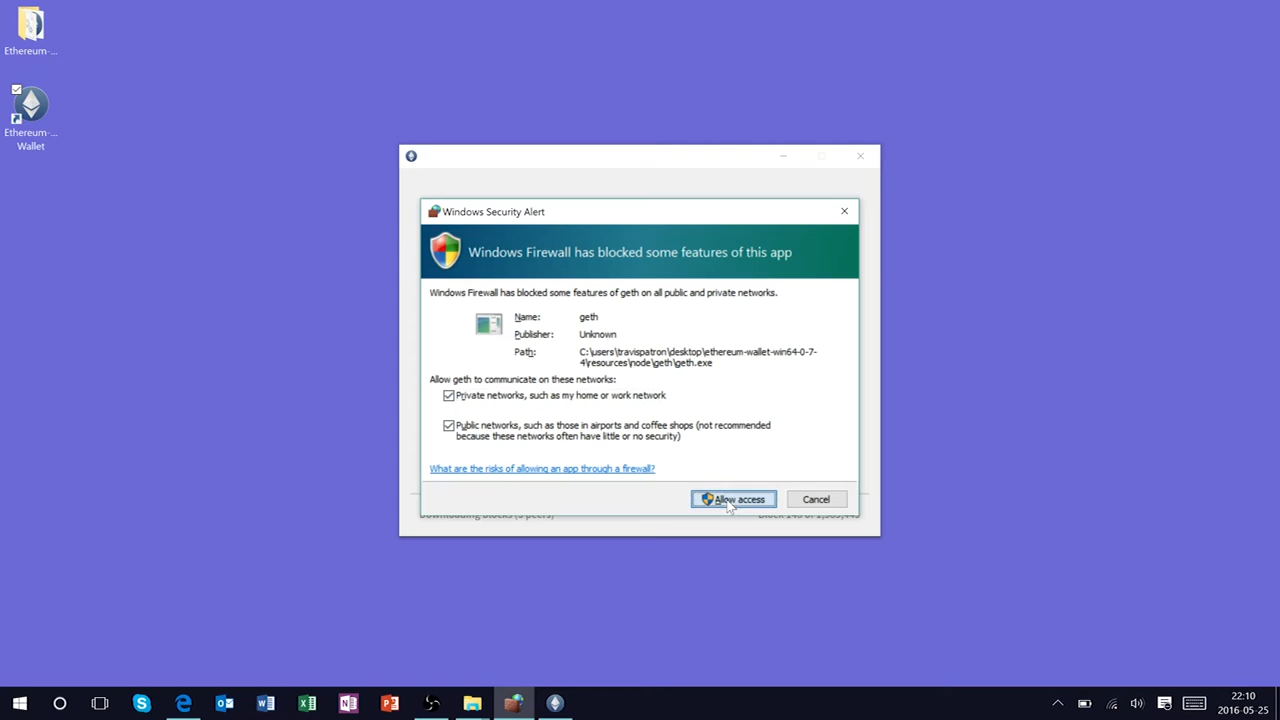 Ethereum-...
Ethereum-...
Wallet
Windows Security Alert
Windows Firewall has blocked some features of this app
Windows Firewall has blocked some features of geth on all public and private networks.
Name: geth
Publisher: Unknown
Path: C:\users\travispatron\desktop\ethereum-wallet-win64-0-7-
4\resources\node\geth\geth.exe
Allow geth to communicate on these networks:
Private networks, such as my home or work network
Public networks, such as those in airports and coffee shops (not recommended
because these networks often have little or no security)
What are the risks of allowing an app through a firewall?
Allow access Cancel
22:10
2016-05-25